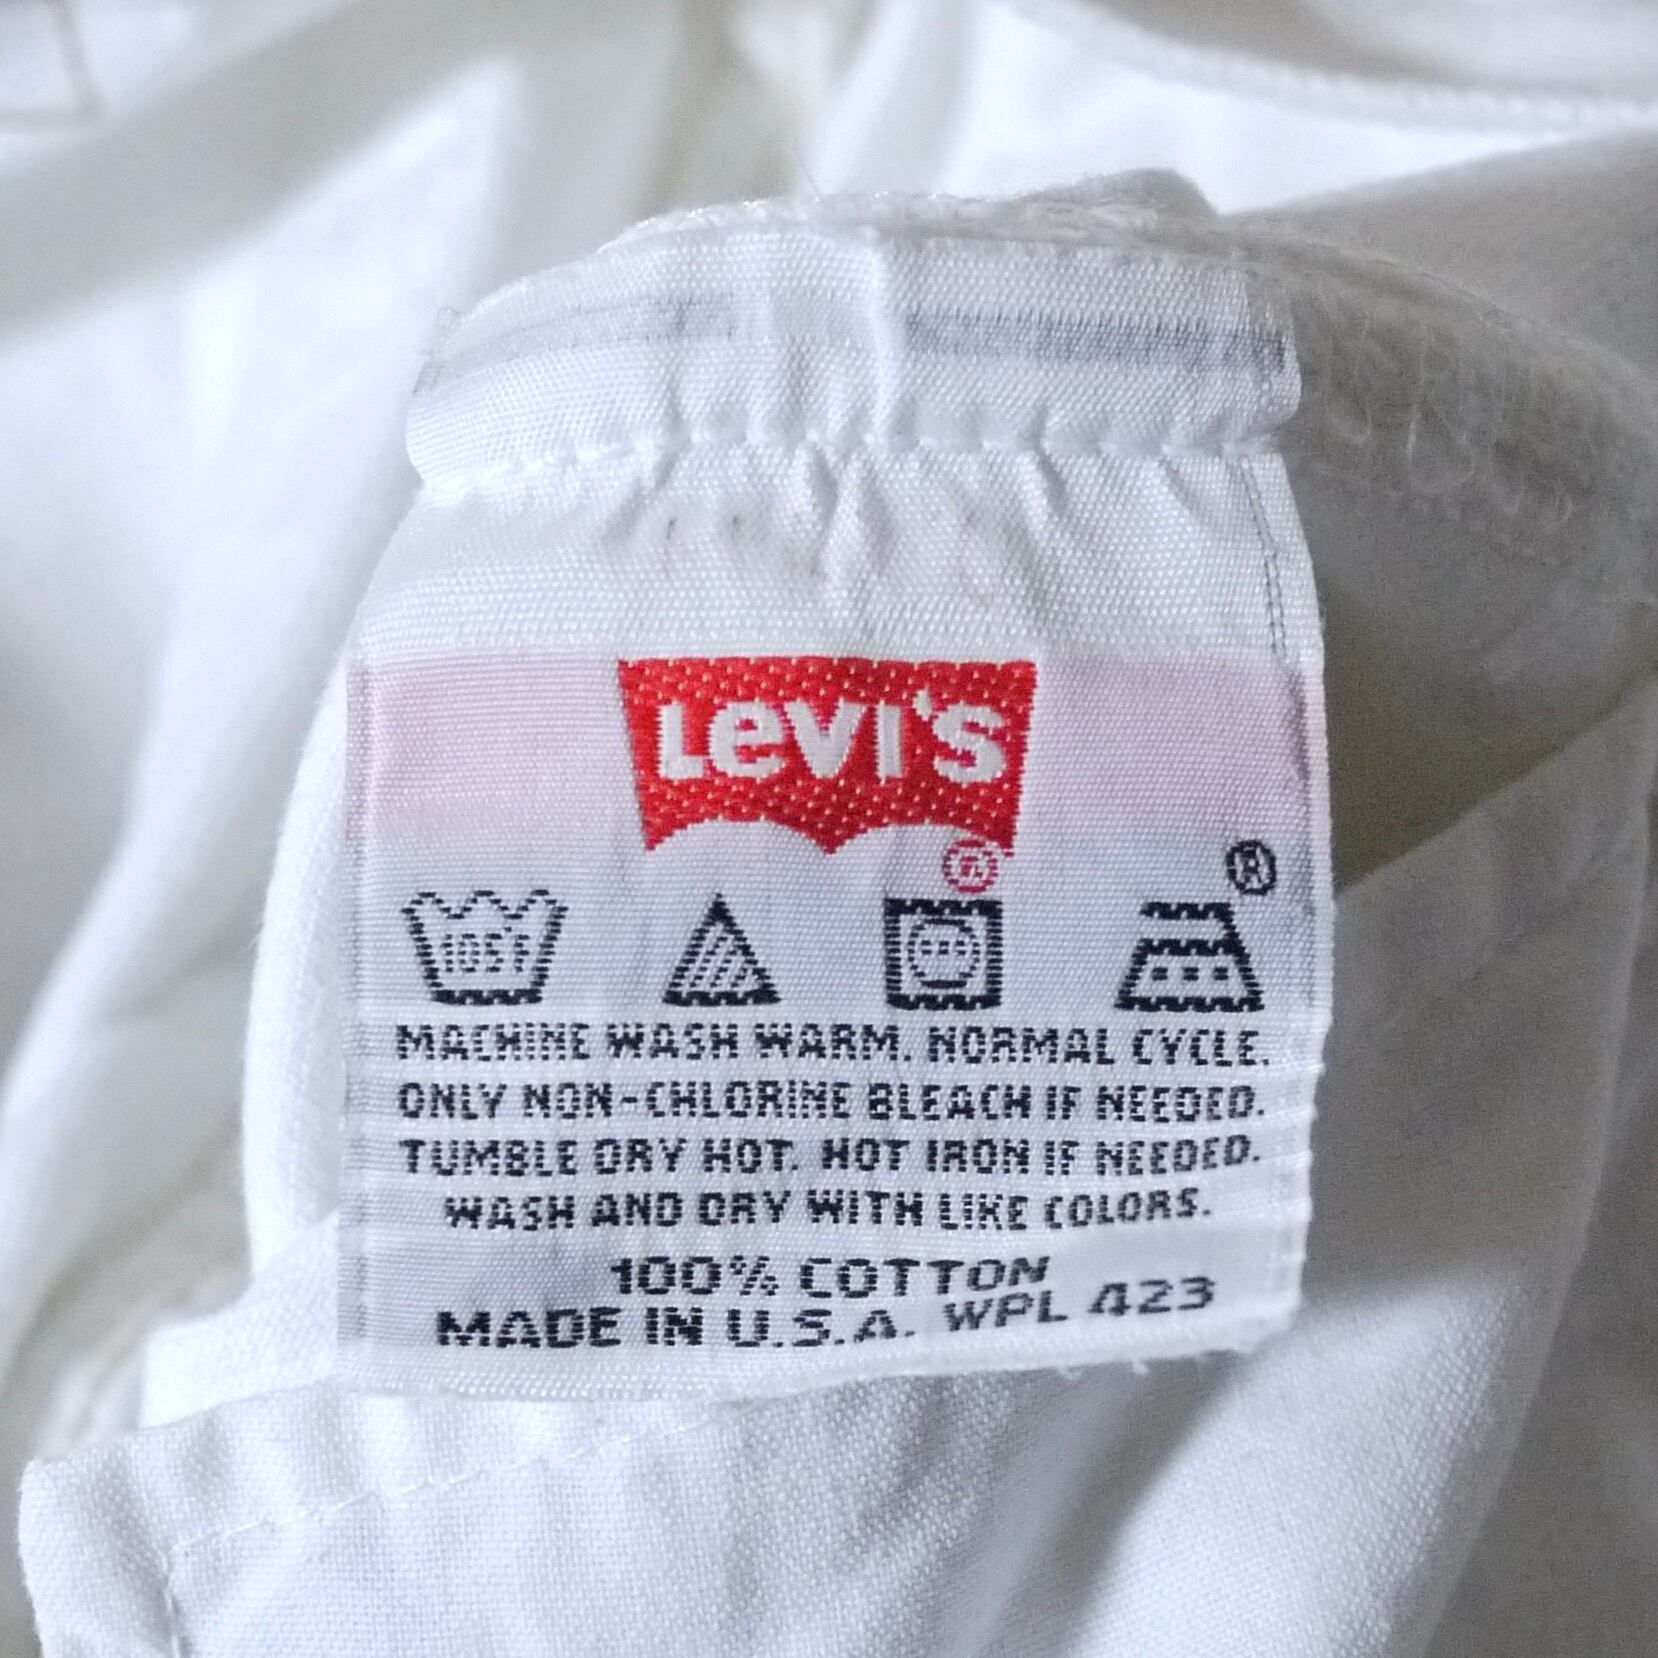 LEVI'S
®
®
105°F
MACHINE WASH WARM. NORMAL CYCLE.
ONLY NON-CHLORINE BLEACH IF NEEDED.
TUMBLE DRY HOT. HOT IRON IF NEEDED.
WASH AND DRY WITH LIKE COLORS.
100% COTTON
MADE IN U.S.A. WPL 423